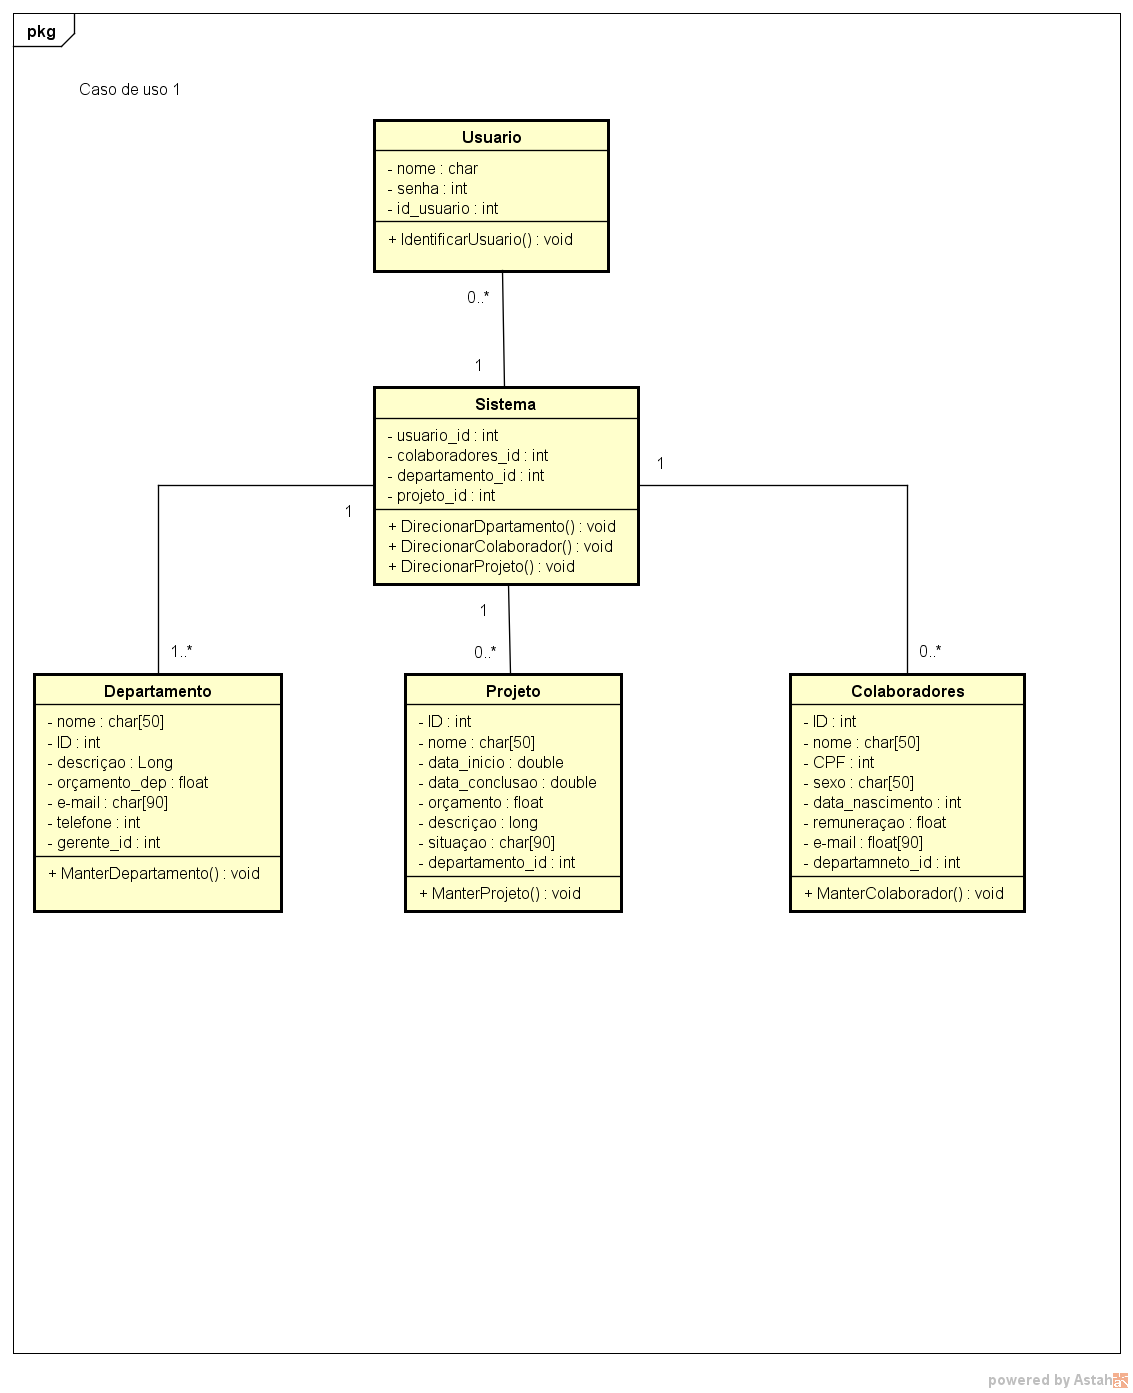 pkg
Caso de uso 1
Usuario
- nome : char
- senha : int
- id_usuario : int
+ IdentificarUsuario() : void
0..*
1
Sistema
- usuario_id : int
- colaboradores_id : int
- departamento_id : int
- projeto_id : int
+ DirecionarDpartamento() : void
+ DirecionarColaborador() : void
+ DirecionarProjeto() : void
1
1
1
1..*
0..*
0..*
Departamento
- nome : char[50]
- ID : int
- descriçao : Long
- orçamento_dep : float
- e-mail : char[90]
- telefone : int
- gerente_id : int
+ ManterDepartamento() : void
Projeto
- ID : int
- nome : char[50]
- data_inicio : double
- data_conclusao : double
- orçamento : float
- descriçao : long
- situaçao : char[90]
- departamento_id : int
+ ManterProjeto() : void
Colaboradores
- ID : int
- nome : char[50]
- CPF : int
- sexo : char[50]
- data_nascimento : int
- remuneraçao : float
- e-mail : float[90]
- departamneto_id : int
+ ManterColaborador() : void
powered by Astah